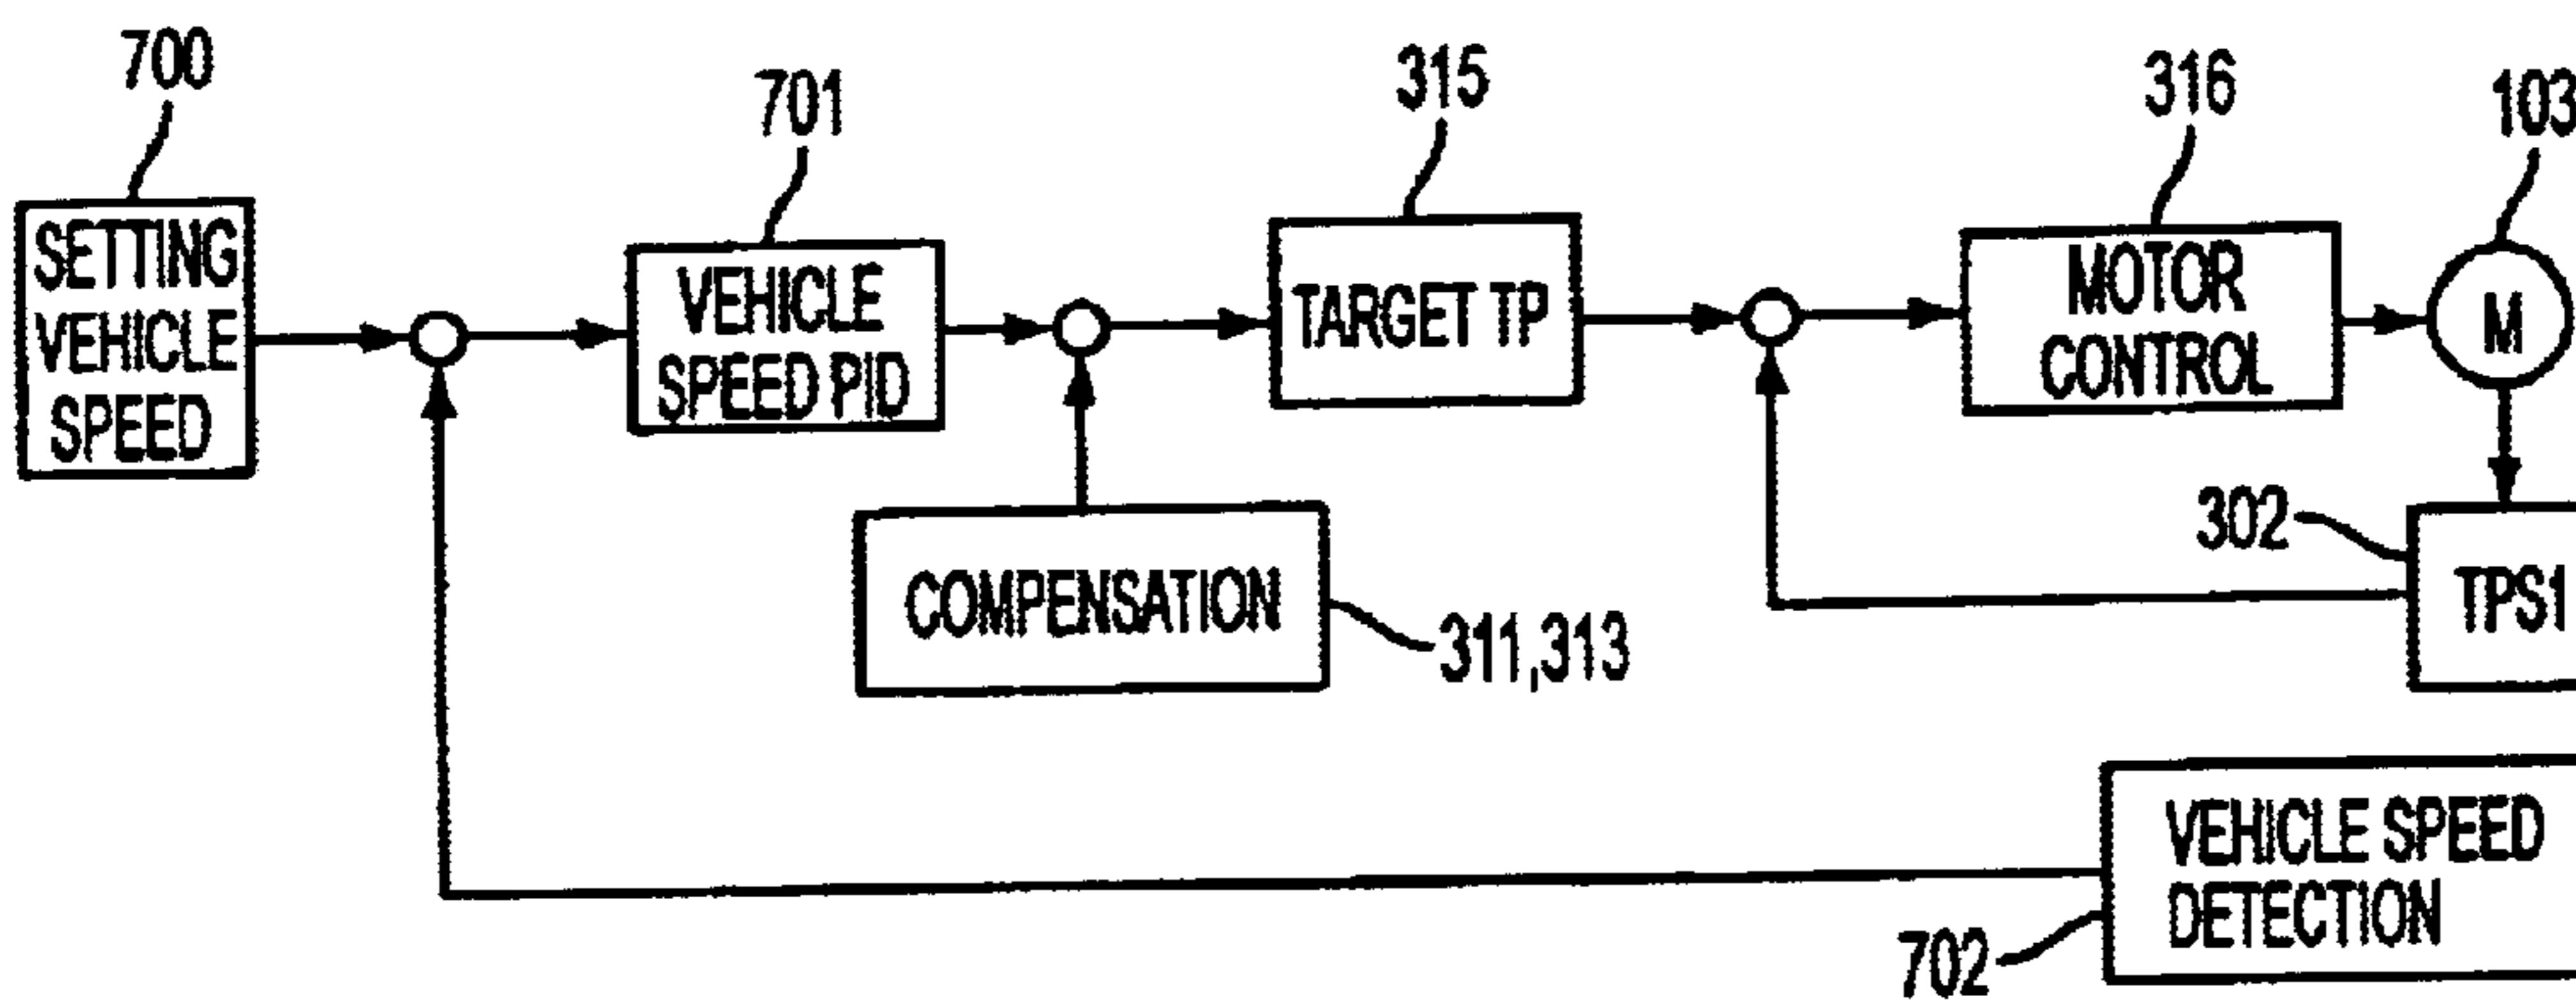 700
701
315
316
103
SETTING
VEHICLE
SPEED
VEHICLE
SPEED PID
TARGET TP
MOTOR
CONTROL
M
COMPENSATION
311,313
302
TPS1
VEHICLE SPEED
DETECTION
702